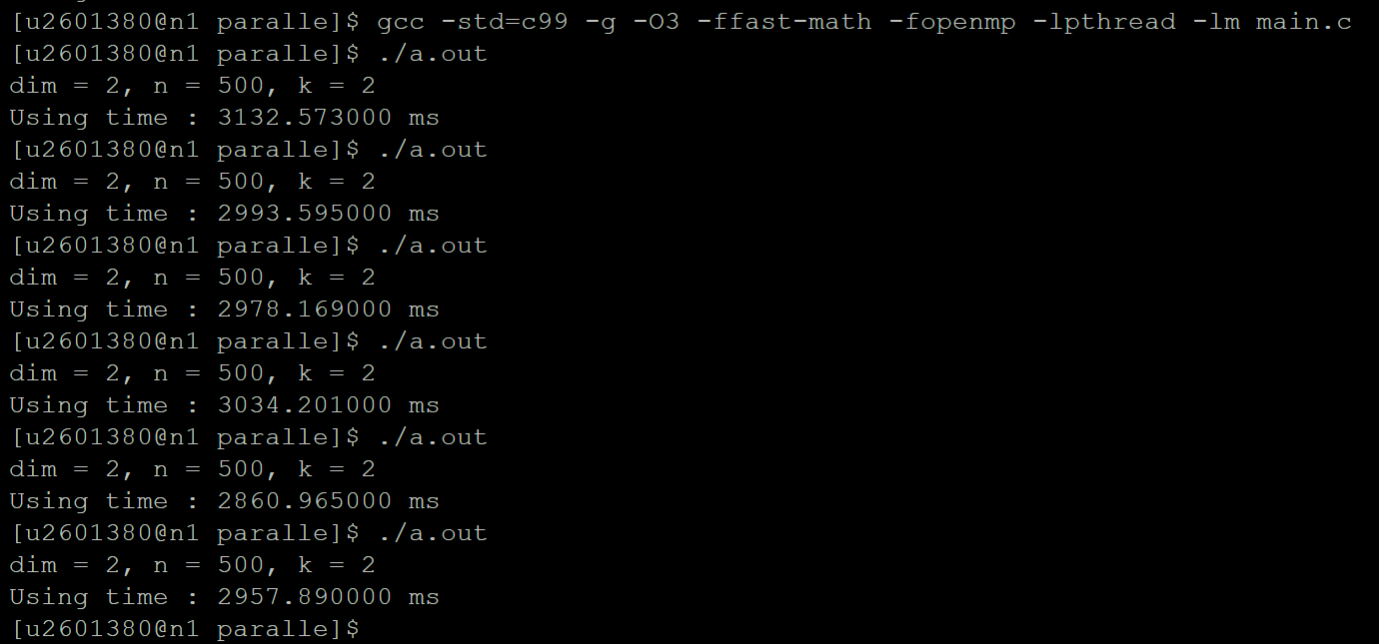 [u2601380@n1 paralle]$ gcc -std=c99 -g -O3 -ffast-math -fopenmp -lpthread -lm main.c
[u2601380@n1 paralle]$ ./a.out
dim = 2, n = 500, k = 2
Using time : 3132.573000 ms
[u2601380@n1 paralle]$ ./a.out
dim = 2, n = 500, k = 2
Using time : 2993.595000 ms
[u2601380@n1 paralle]$ ./a.out
dim = 2, n = 500, k = 2
Using time : 2978.169000 ms
[u2601380@n1 paralle]$ ./a.out
dim = 2, n = 500, k = 2
Using time : 3034.201000 ms
[u2601380@n1 paralle]$ ./a.out
dim = 2, n = 500, k = 2
Using time : 2860.965000 ms
[u2601380@n1 paralle]$ ./a.out
dim = 2, n = 500, k = 2
Using time : 2957.890000 ms
[u2601380@n1 paralle]$